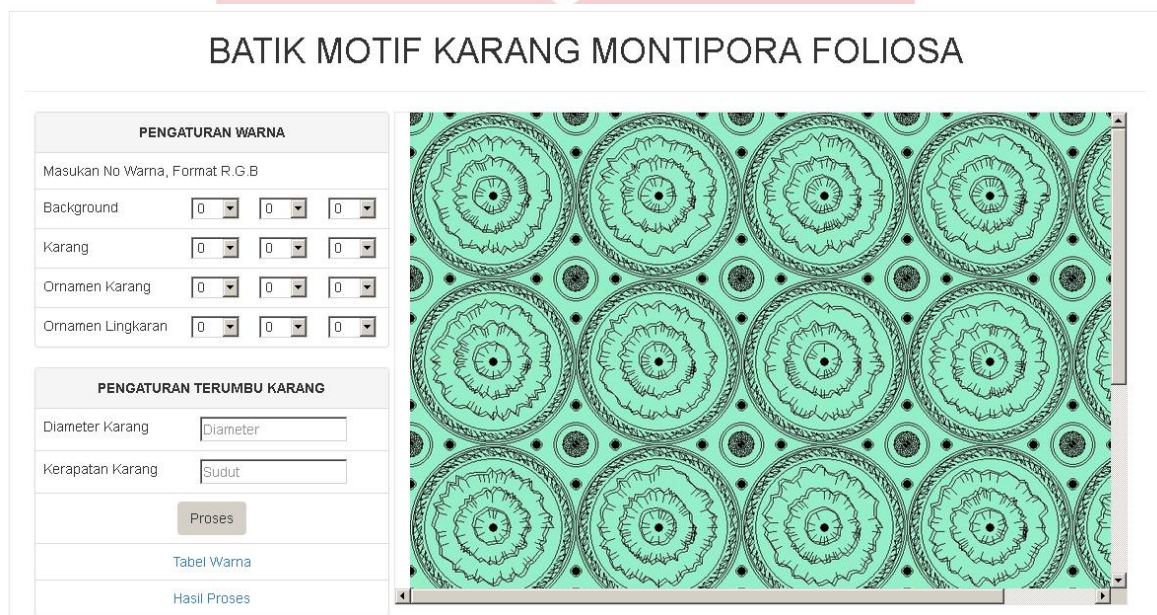 BATIK MOTIF KARANG MONTIPORA FOLIOSA
PENGATURAN WARNA
Masukan No Warna, Format R.G.B
Background 0 0 0
Karang 0 0 0
Ornamen Karang 0 0 0
Ornamen Lingkaran 0 0 0
PENGATURAN TERUMBU KARANG
Diameter Karang Diameter
Kerapatan Karang Sudut
Proses
Tabel Warna
Hasil Proses